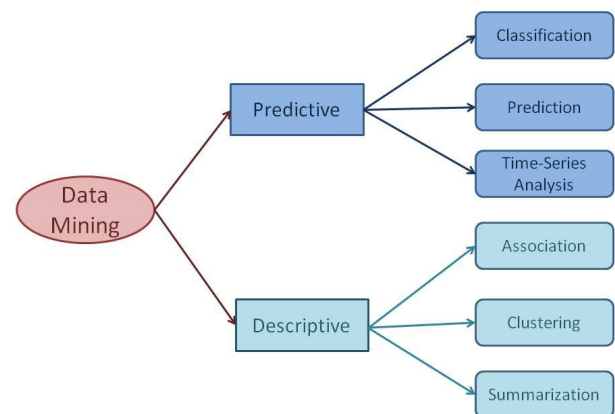 Data
Mining
Predictive
Classification
Prediction
Time-Series
Analysis
Descriptive
Association
Clustering
Summarization